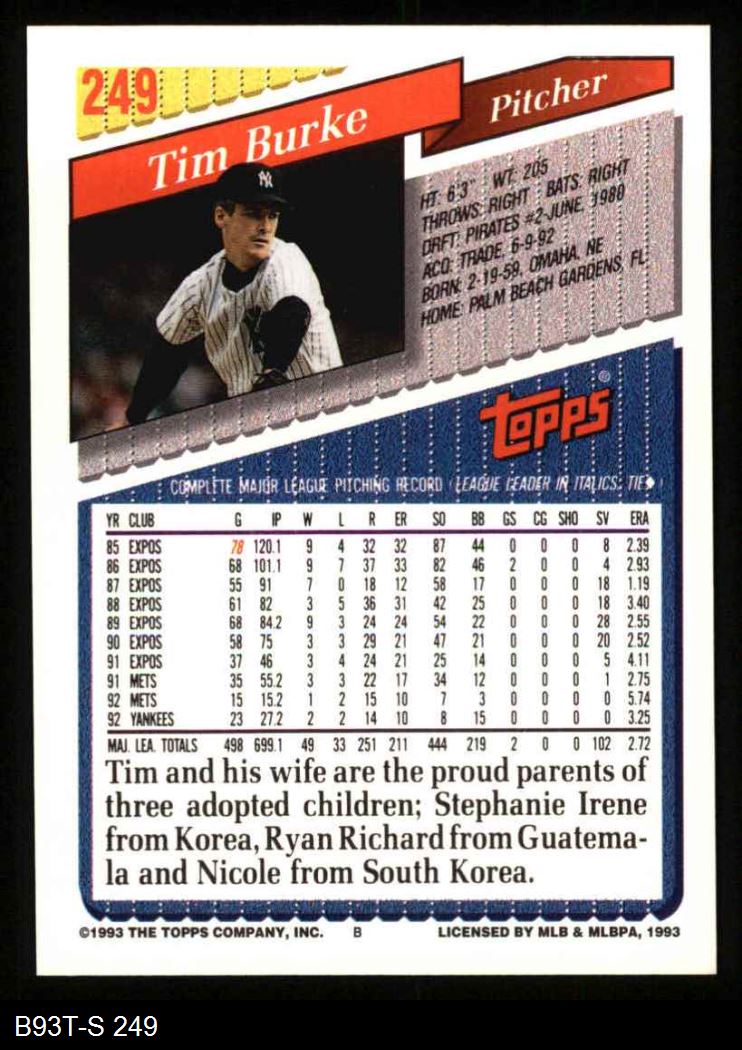 249
Tim Burke
Pitcher
HT: 6'3" WT: 205
THROWS: RIGHT BATS: RIGHT
DRFT: PIRATES #2-JUNE, 1980
ACQ: TRADE, 6-9-92
BORN: 2-19-59, OMAHA, NE
HOME: PALM BEACH GARDENS, FL
NY
TOPPS®
COMPLETE MAJOR LEAGUE PITCHING RECORD (LEAGUE LEADER IN ITALICS, TIE◆)
YR CLUB G IP W L R ER SO BB GS CG SHO SV ERA
85 EXPOS 78 120.1 9 4 32 32 87 44 0 0 0 8 2.39
86 EXPOS 68 101.1 9 7 37 33 82 46 2 0 0 4 2.93
87 EXPOS 55 91 7 0 18 12 58 17 0 0 0 18 1.19
88 EXPOS 61 82 3 5 36 31 42 25 0 0 0 18 3.40
89 EXPOS 68 84.2 9 3 24 24 54 22 0 0 0 28 2.55
90 EXPOS 58 75 3 3 29 21 47 21 0 0 0 20 2.52
91 EXPOS 37 46 3 4 24 21 25 14 0 0 0 5 4.11
91 METS 35 55.2 3 3 22 17 34 12 0 0 0 1 2.75
92 METS 15 15.2 1 2 15 10 7 3 0 0 0 0 5.74
92 YANKEES 23 27.2 2 2 14 10 8 15 0 0 0 0 3.25
MAJ. LEA. TOTALS 498 699.1 49 33 251 211 444 219 2 0 0 102 2.72
Tim and his wife are the proud parents of
three adopted children; Stephanie Irene
from Korea, Ryan Richard from Guatema-
la and Nicole from South Korea.
©1993 THE TOPPS COMPANY, INC. B LICENSED BY MLB & MLBPA, 1993
B93T-S 249